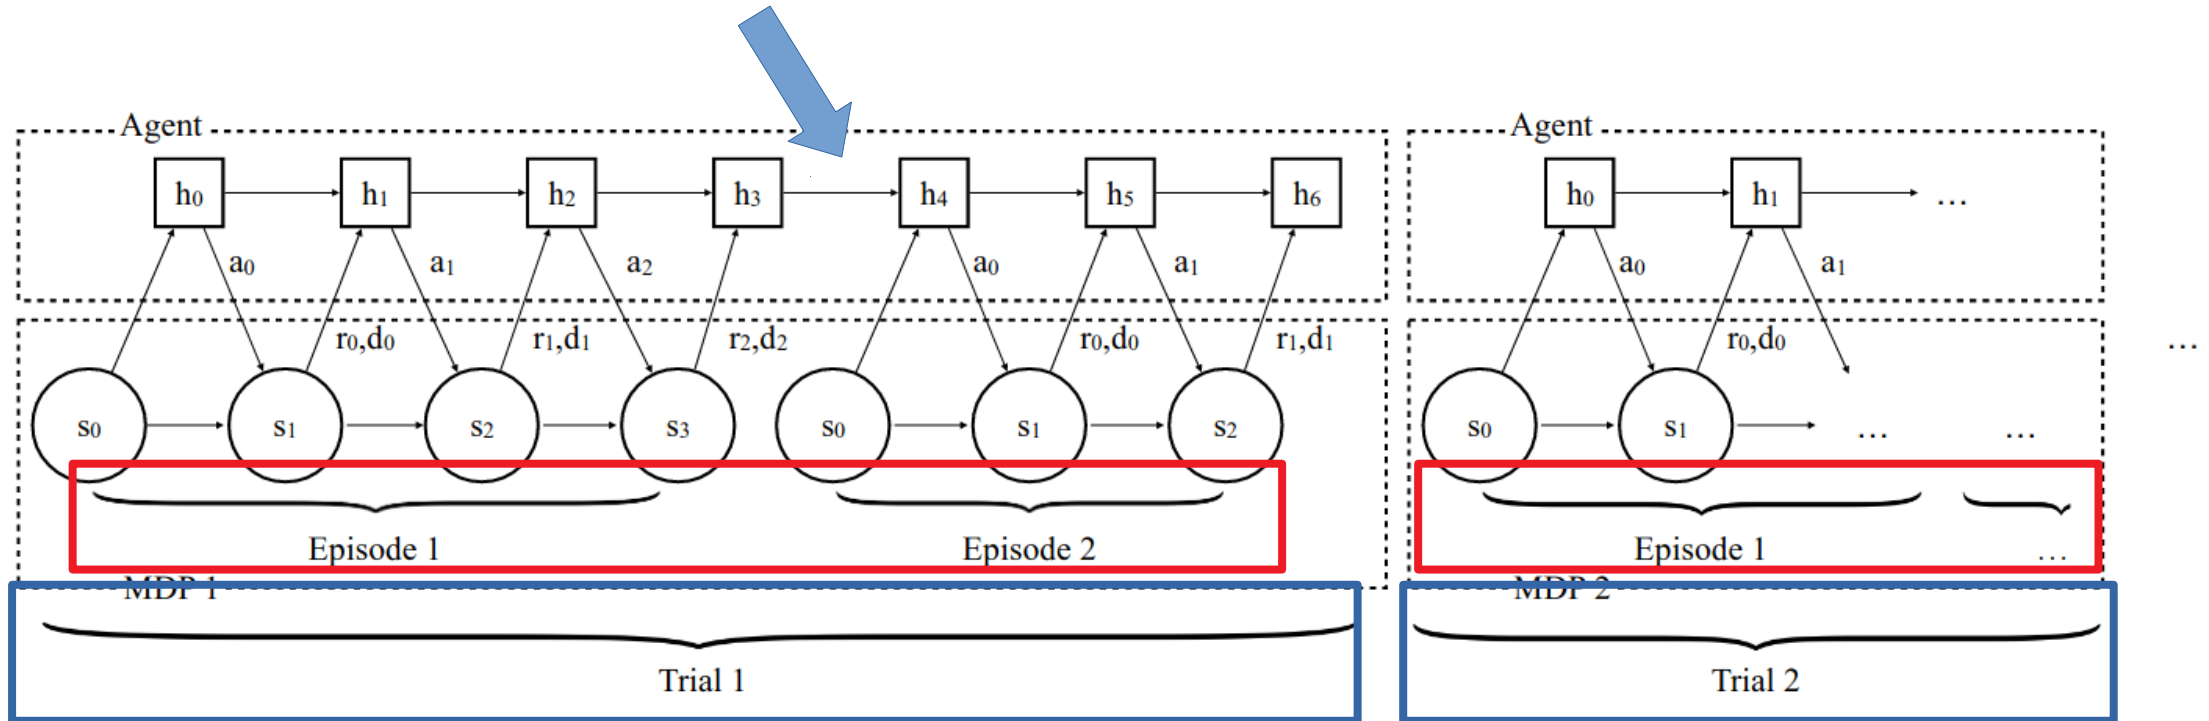 Agent Agent
h0 h1 h2 h3 h4 h5 h6 h0 h1 ...
a0 a1 a2 a0 a1 a0 a1
r0,d0 r1,d1 r2,d2 r0,d0 r1,d1 r0,d0 ...
s0 s1 s2 s3 s0 s1 s2 s0 s1 ... ...
Episode 1 Episode 2 Episode 1 ...
MDP 1 MDP 2
Trial 1 Trial 2